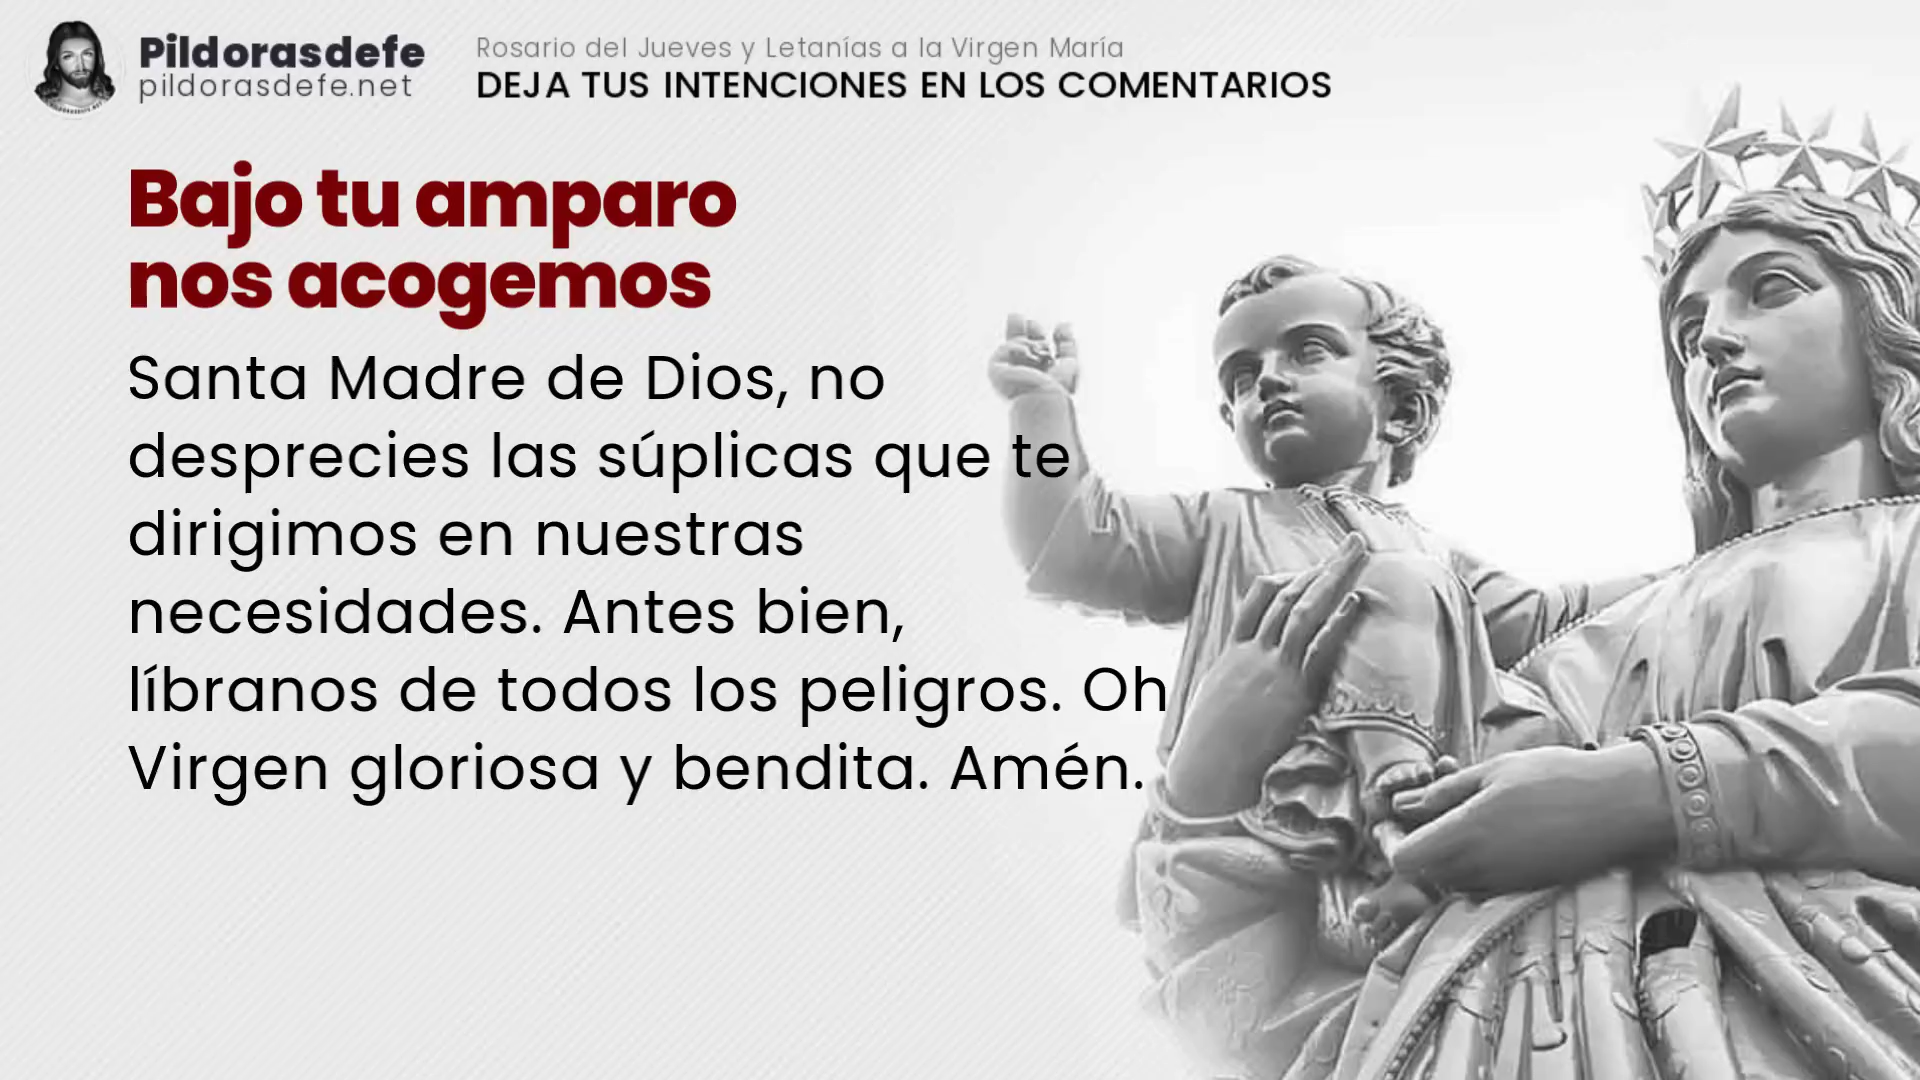 Pildorasdefe
pildorasdefe.net
Rosario del Jueves y Letanías a la Virgen María
DEJA TUS INTENCIONES EN LOS COMENTARIOS
Bajo tu amparo
nos acogemos
Santa Madre de Dios, no
desprecies las súplicas que te
dirigimos en nuestras
necesidades. Antes bien,
líbranos de todos los peligros. Oh
Virgen gloriosa y bendita. Amén.